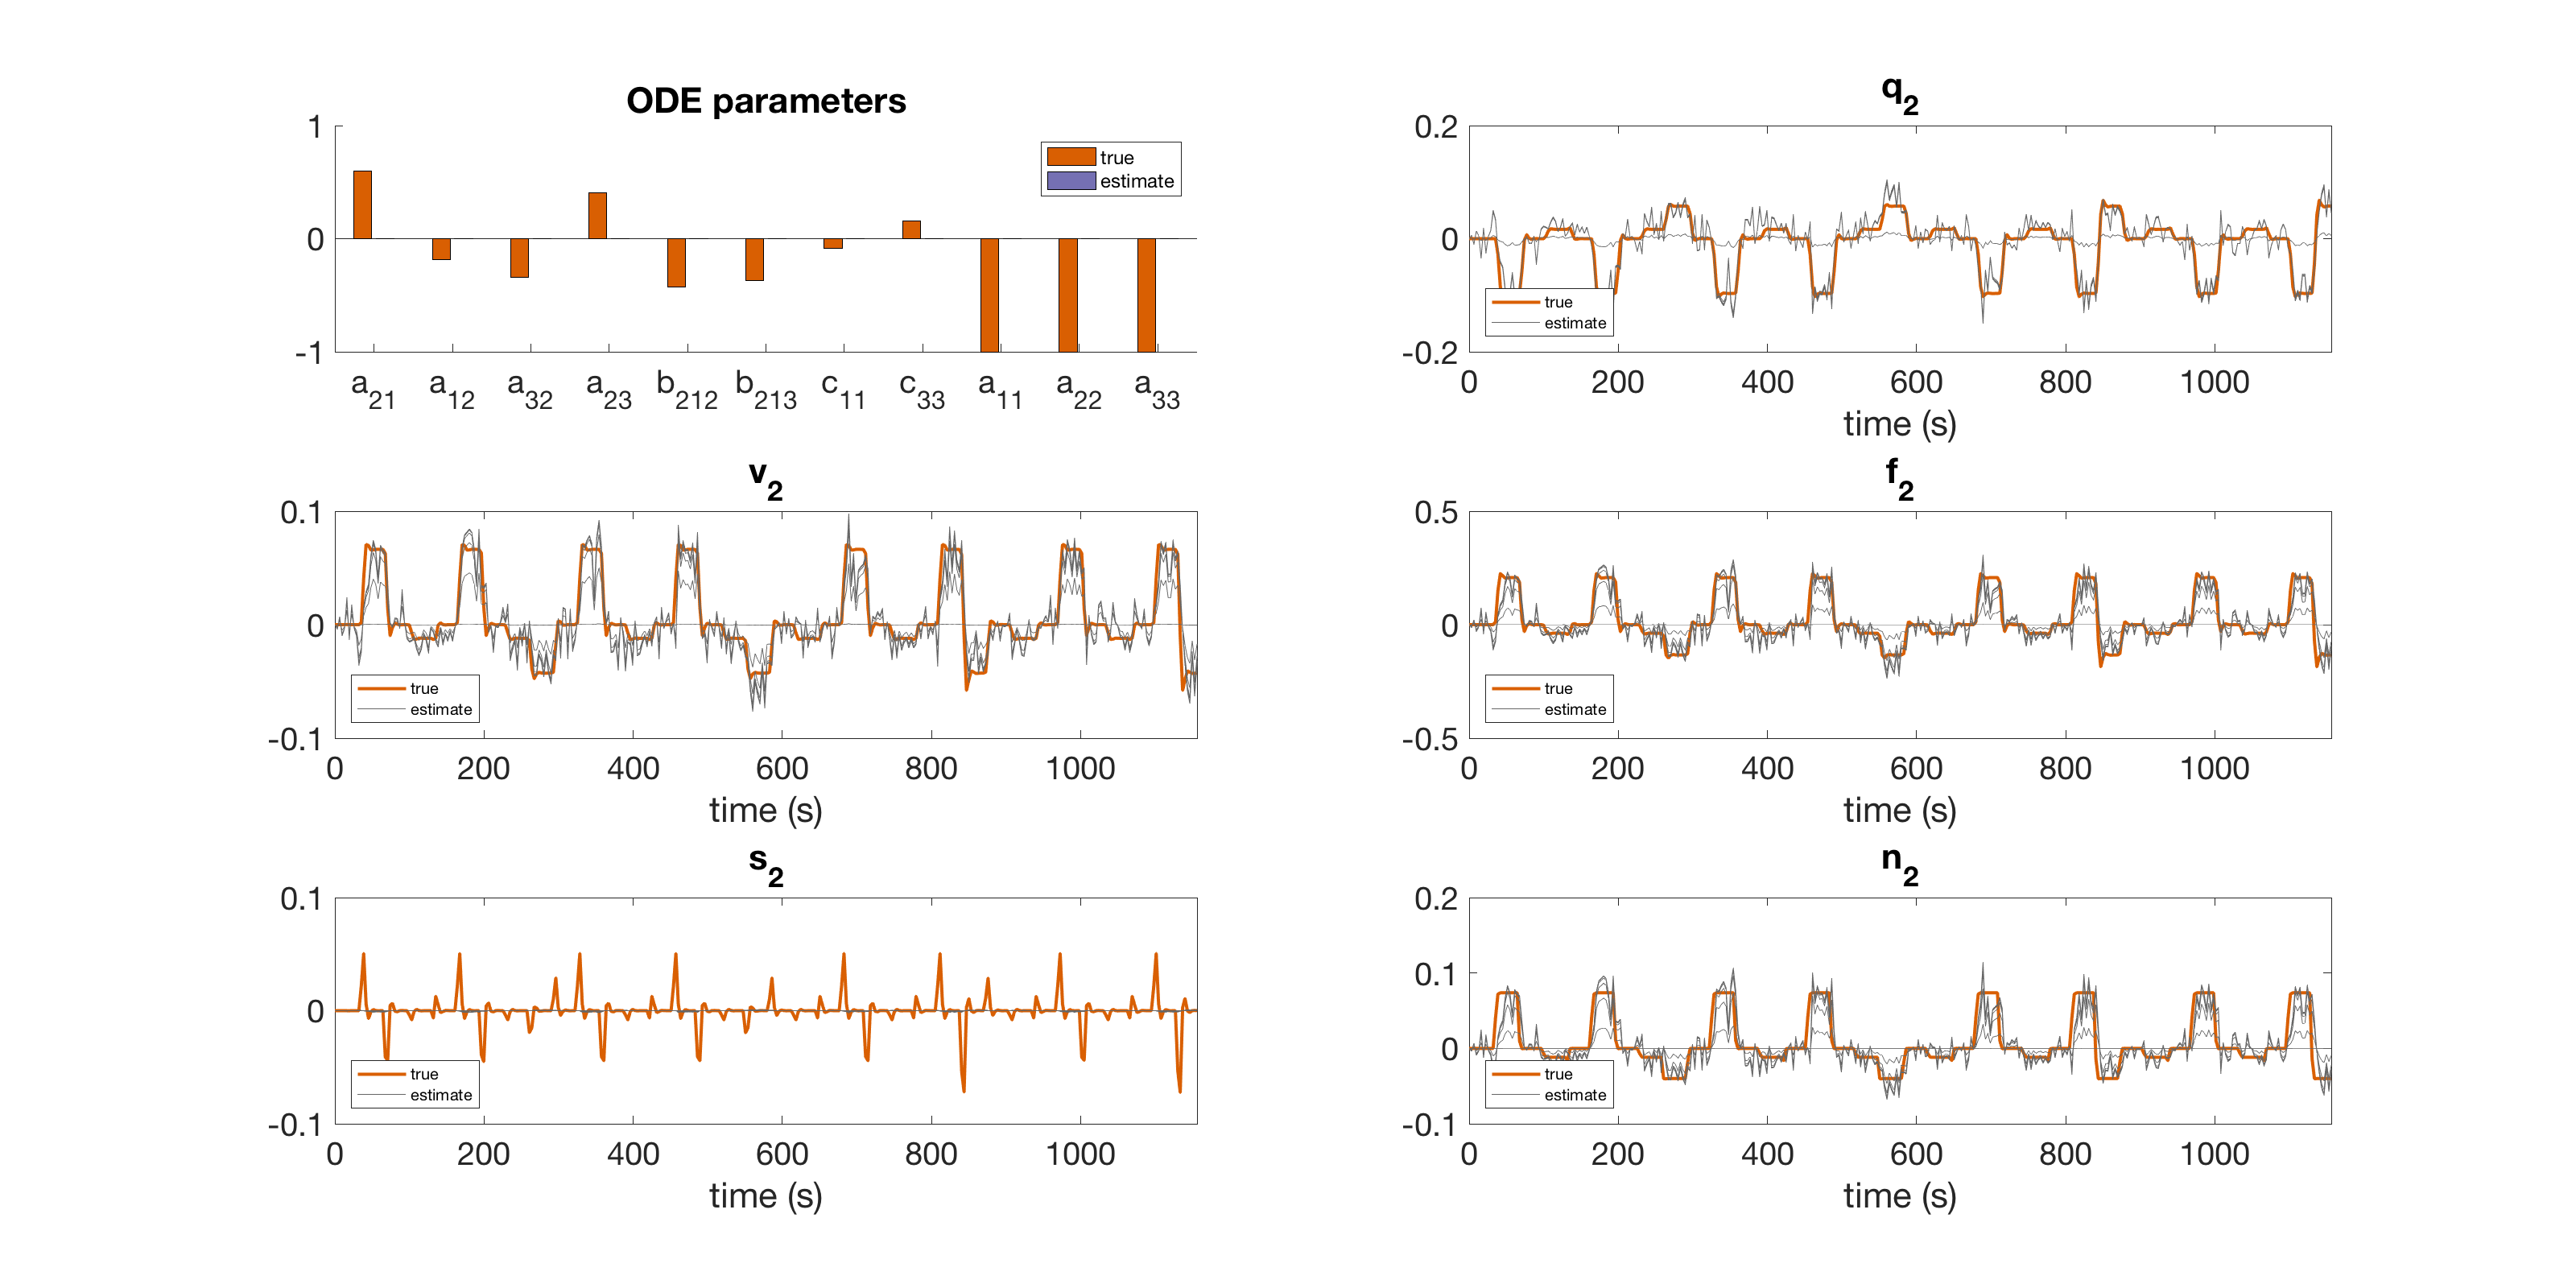 ODE parameters
1
0
-1
true
estimate
a21 a12 a32 a23 b212 b213 c11 c33 a11 a22 a33
q2
0.2
0
-0.2
true
estimate
0 200 400 600 800 1000
time (s)
v2
0.1
0
-0.1
true
estimate
0 200 400 600 800 1000
time (s)
f2
0.5
0
-0.5
true
estimate
0 200 400 600 800 1000
time (s)
s2
0.1
0
-0.1
true
estimate
0 200 400 600 800 1000
time (s)
n2
0.2
0.1
0
-0.1
true
estimate
0 200 400 600 800 1000
time (s)